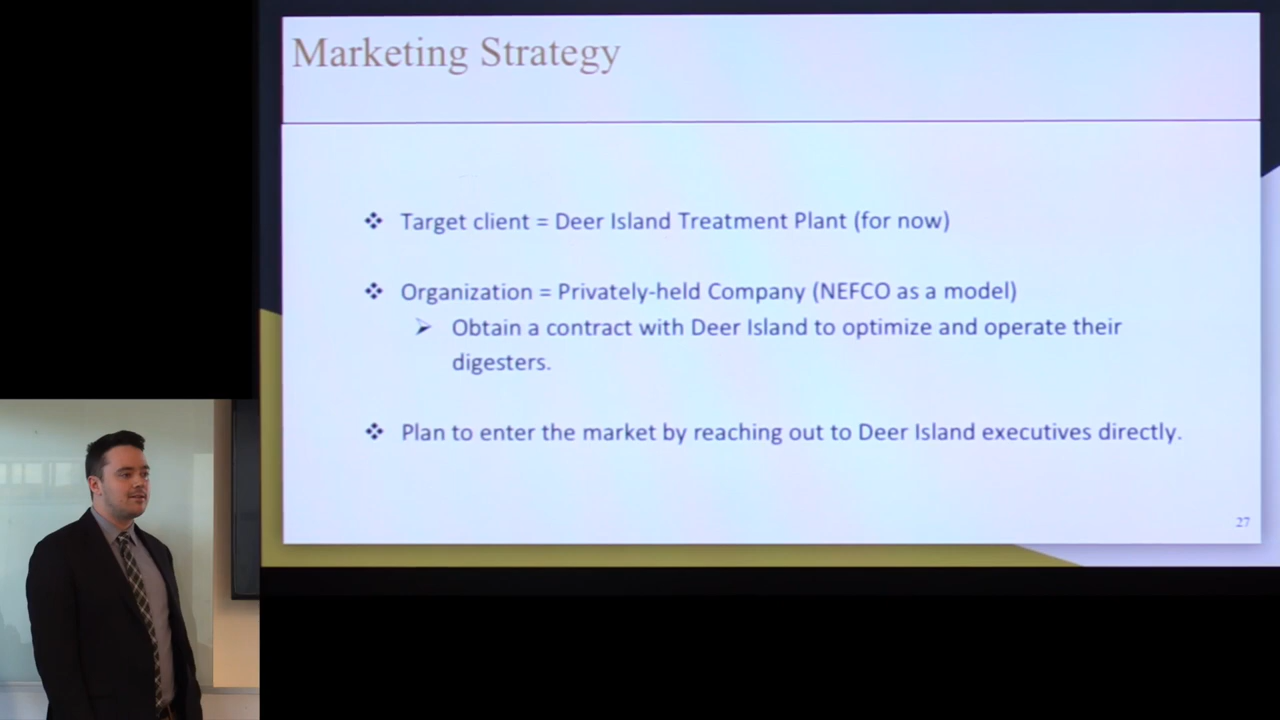 Marketing Strategy
❖ Target client = Deer Island Treatment Plant (for now)
❖ Organization = Privately-held Company (NEFCO as a model)
➢ Obtain a contract with Deer Island to optimize and operate their
digesters.
❖ Plan to enter the market by reaching out to Deer Island executives directly.
27